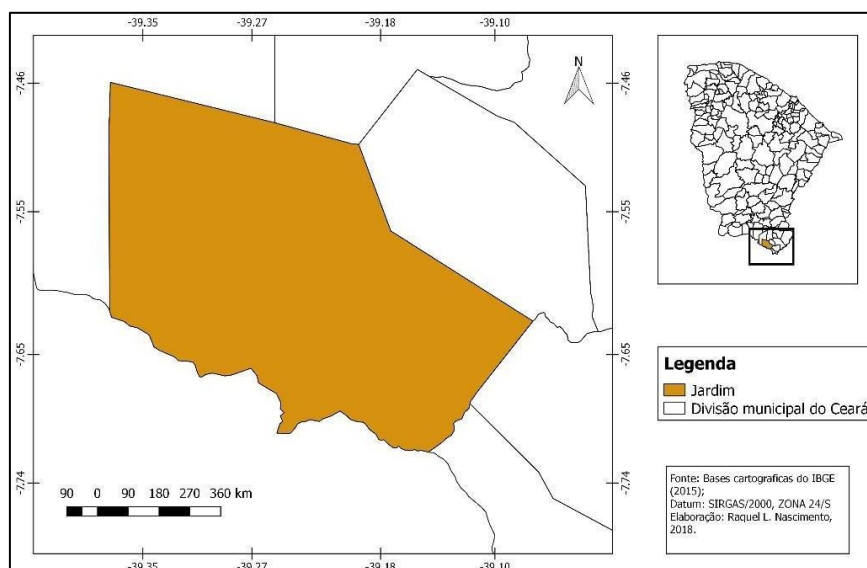 -39.35 -39.27 -39.18 -39.10
-7.46 -7.46
N
-7.55 -7.55
-7.65 -7.65
-7.74 -7.74
90 0 90 180 270 360 km
-39.35 -39.27 -39.18 -39.10
Legenda
Jardim
Divisão municipal do Ceará
Fonte: Bases cartograficas do IBGE
(2015);
Datum: SIRGAS/2000, ZONA 24/S
Elaboração: Raquel L. Nascimento,
2018.